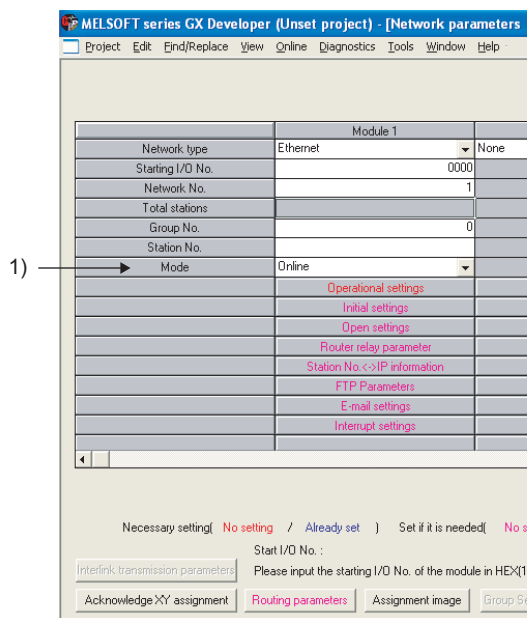 MELSOFT series GX Developer (Unset project) - [Network parameters
Project Edit Find/Replace View Online Diagnostics Tools Window Help
Module 1
Network type Ethernet None
Starting I/O No. 0000
Network No. 1
Total stations
Group No. 0
Station No.
1) Mode Online
Operational settings
Initial settings
Open settings
Router relay parameter
Station No.<->IP information
FTP Parameters
E-mail settings
Interrupt settings
Necessary setting( No setting / Already set ) Set if it is needed( No s
Start I/O No. :
Interlink transmission parameters Please input the starting I/O No. of the module in HEX(1
Acknowledge XY assignment Routing parameters Assignment image Group Se